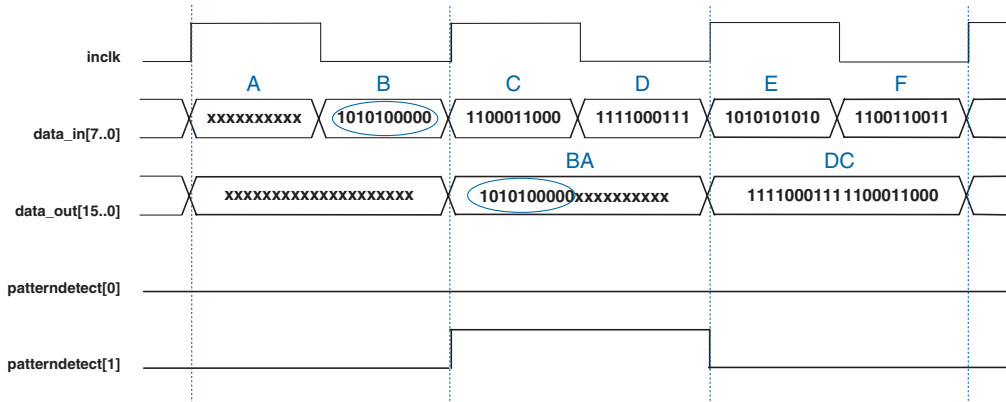 inclk
A B C D E F
data_in[7..0] xxxxxxxxxx 1010100000 1100011000 1111000111 1010101010 1100110011
BA DC
data_out[15..0] xxxxxxxxxxxxxxxxxxxx 1010100000xxxxxxxxxx 11110001111100011000
patterndetect[0]
patterndetect[1]